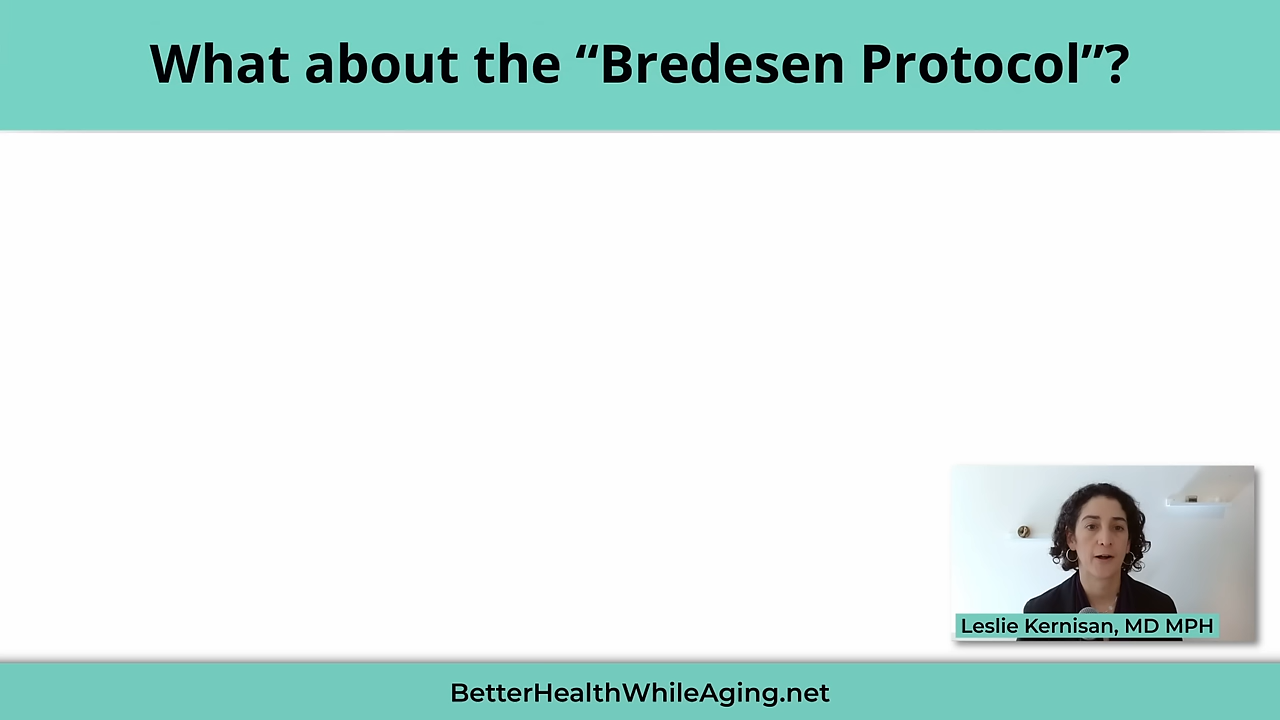 What about the “Bredesen Protocol”?
Leslie Kernisan, MD MPH
BetterHealthWhileAging.net